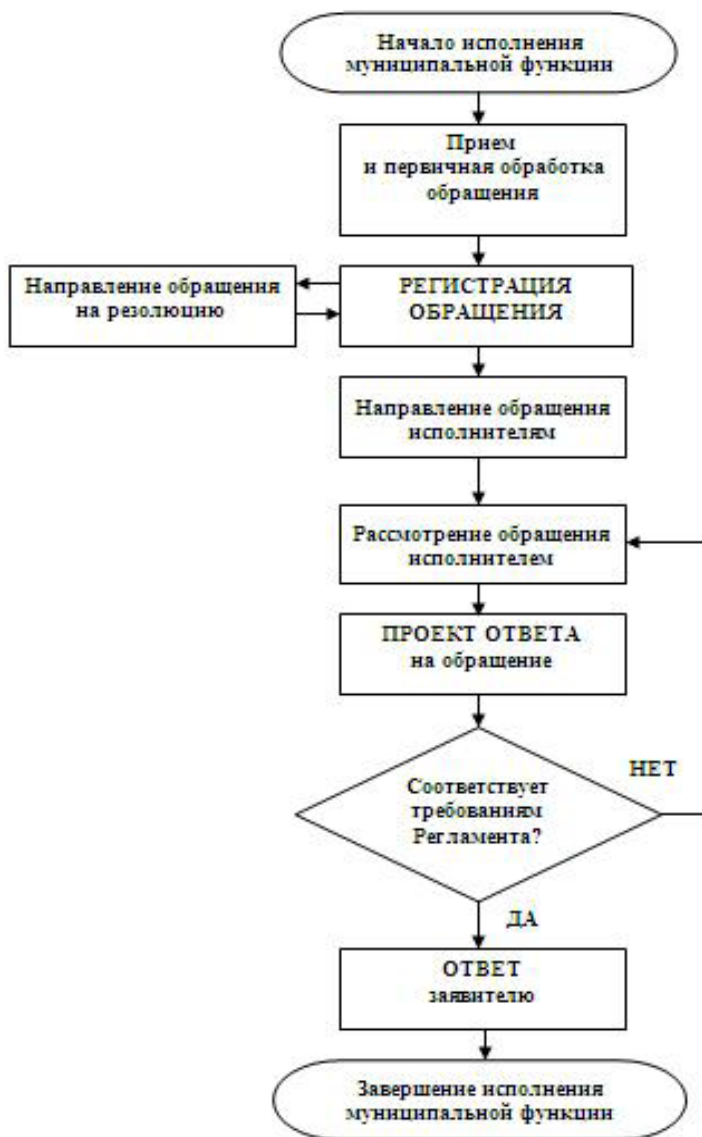 Начало исполнения
муниципальной функции
Прием
и первичная обработка
обращения
Направление обращения
на резолюцию
РЕГИСТРАЦИЯ
ОБРАЩЕНИЯ
Направление обращения
исполнителям
Рассмотрение обращения
исполнителем
ПРОЕКТ ОТВЕТА
на обращение
Соответствует
требованиям
Регламента?
НЕТ
ДА
ОТВЕТ
заявителю
Завершение исполнения
муниципальной функции